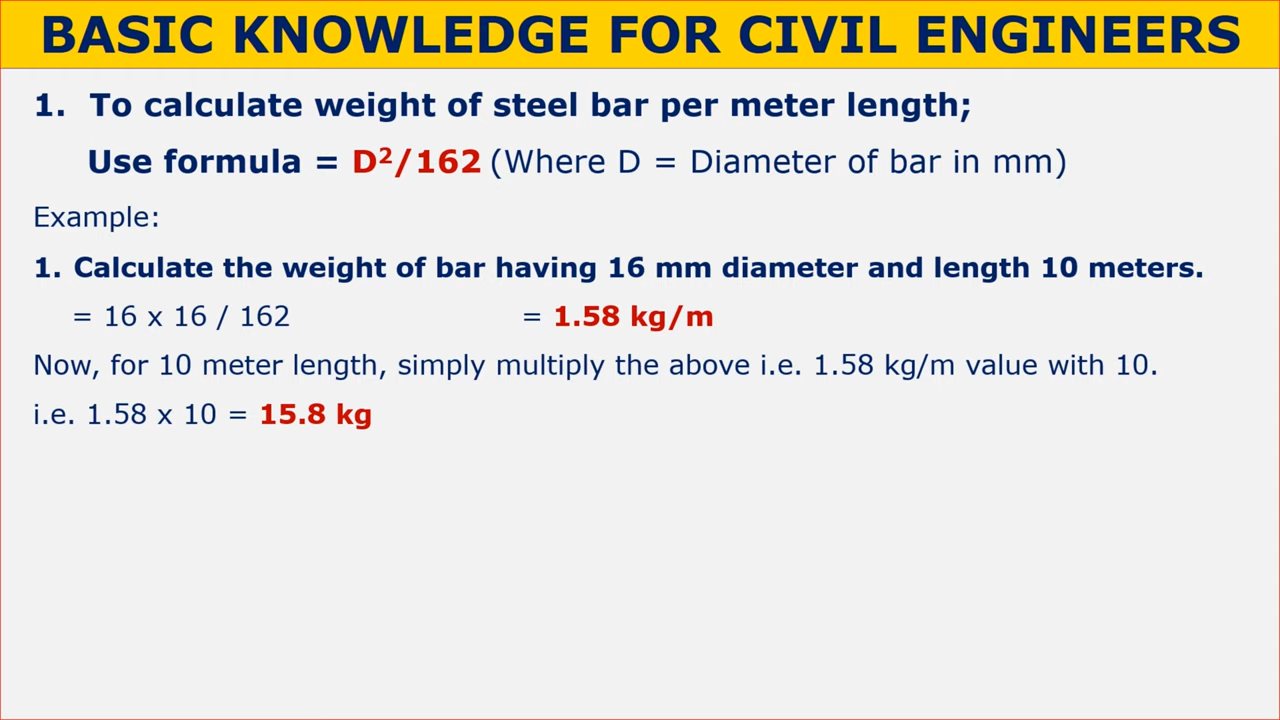 BASIC KNOWLEDGE FOR CIVIL ENGINEERS
1. To calculate weight of steel bar per meter length;
Use formula = D²/162 (Where D = Diameter of bar in mm)
Example:
1. Calculate the weight of bar having 16 mm diameter and length 10 meters.
= 16 x 16 / 162 = 1.58 kg/m
Now, for 10 meter length, simply multiply the above i.e. 1.58 kg/m value with 10.
i.e. 1.58 x 10 = 15.8 kg